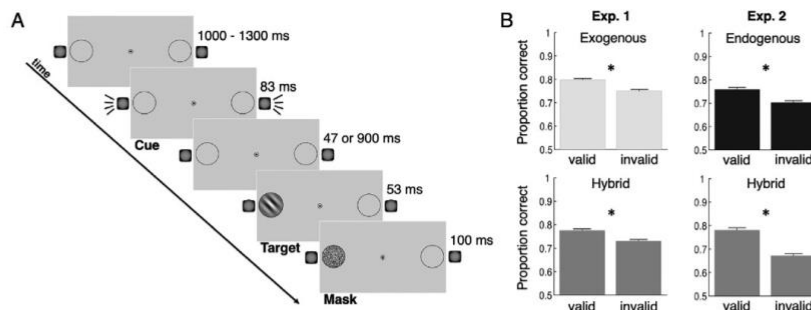 A
1000 - 1300 ms
time
83 ms
Cue
47 or 900 ms
53 ms
Target
100 ms
Mask
B
Exp. 1
Exp. 2
Exogenous
Endogenous
Proportion correct
1
0.9
0.8
0.7
0.6
0.5
*
valid
invalid
1
0.9
0.8
0.7
0.6
0.5
*
valid
invalid
Hybrid
Hybrid
Proportion correct
1
0.9
0.8
0.7
0.6
0.5
*
valid
invalid
1
0.9
0.8
0.7
0.6
0.5
*
valid
invalid